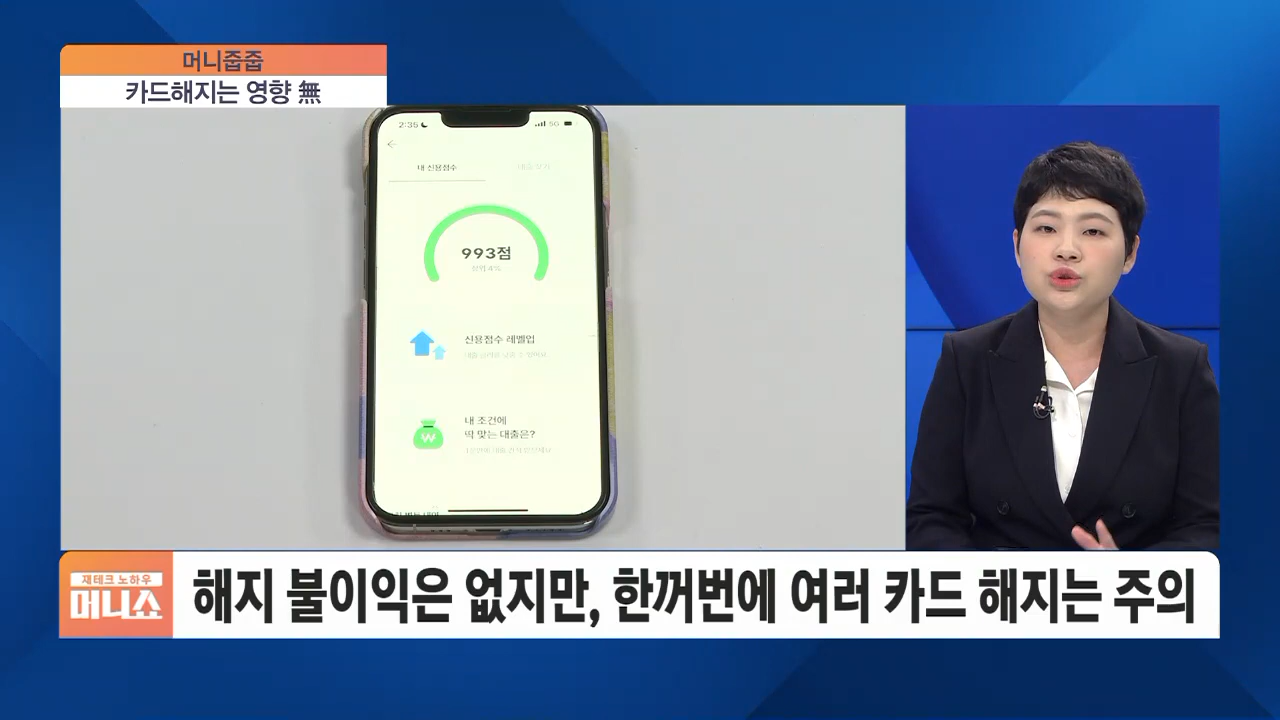 머니줍줍
카드해지는 영향 無
2:35
5G
내 신용점수
993점
신용점수 레벨업
내 조건에
딱 맞는 대출은?
재테크 노하우
머니쇼
해지 불이익은 없지만, 한꺼번에 여러 카드 해지는 주의